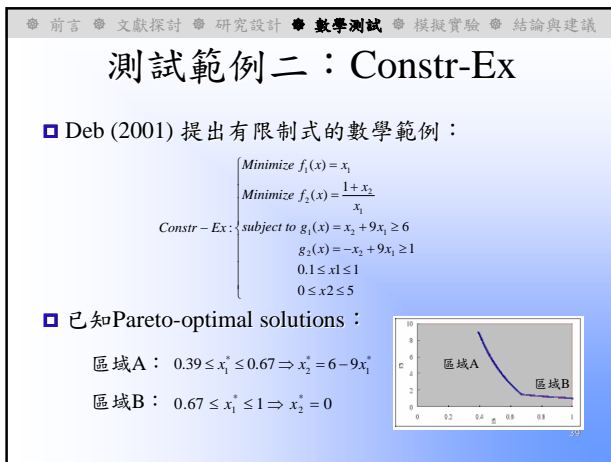 ❁ 前言 ❁ 文獻探討 ❁ 研究設計 ❁ 數學測試 ❁ 模擬實驗 ❁ 結論與建議
測試範例二：Constr-Ex
Deb (2001) 提出有限制式的數學範例：
Minimize f₁(x) = x₁
Minimize f₂(x) = (1 + x₂) / x₁
Constr − Ex : subject to g₁(x) = x₂ + 9x₁ ≥ 6
g₂(x) = −x₂ + 9x₁ ≥ 1
0.1 ≤ x1 ≤ 1
0 ≤ x2 ≤ 5
已知Pareto-optimal solutions：
區域A： 0.39 ≤ x₁* ≤ 0.67 ⇒ x₂* = 6 − 9x₁*
區域B： 0.67 ≤ x₁* ≤ 1 ⇒ x₂* = 0
10
8
6
4
2
0
區域A
區域B
0 0.2 0.4 0.6 0.8 1
39